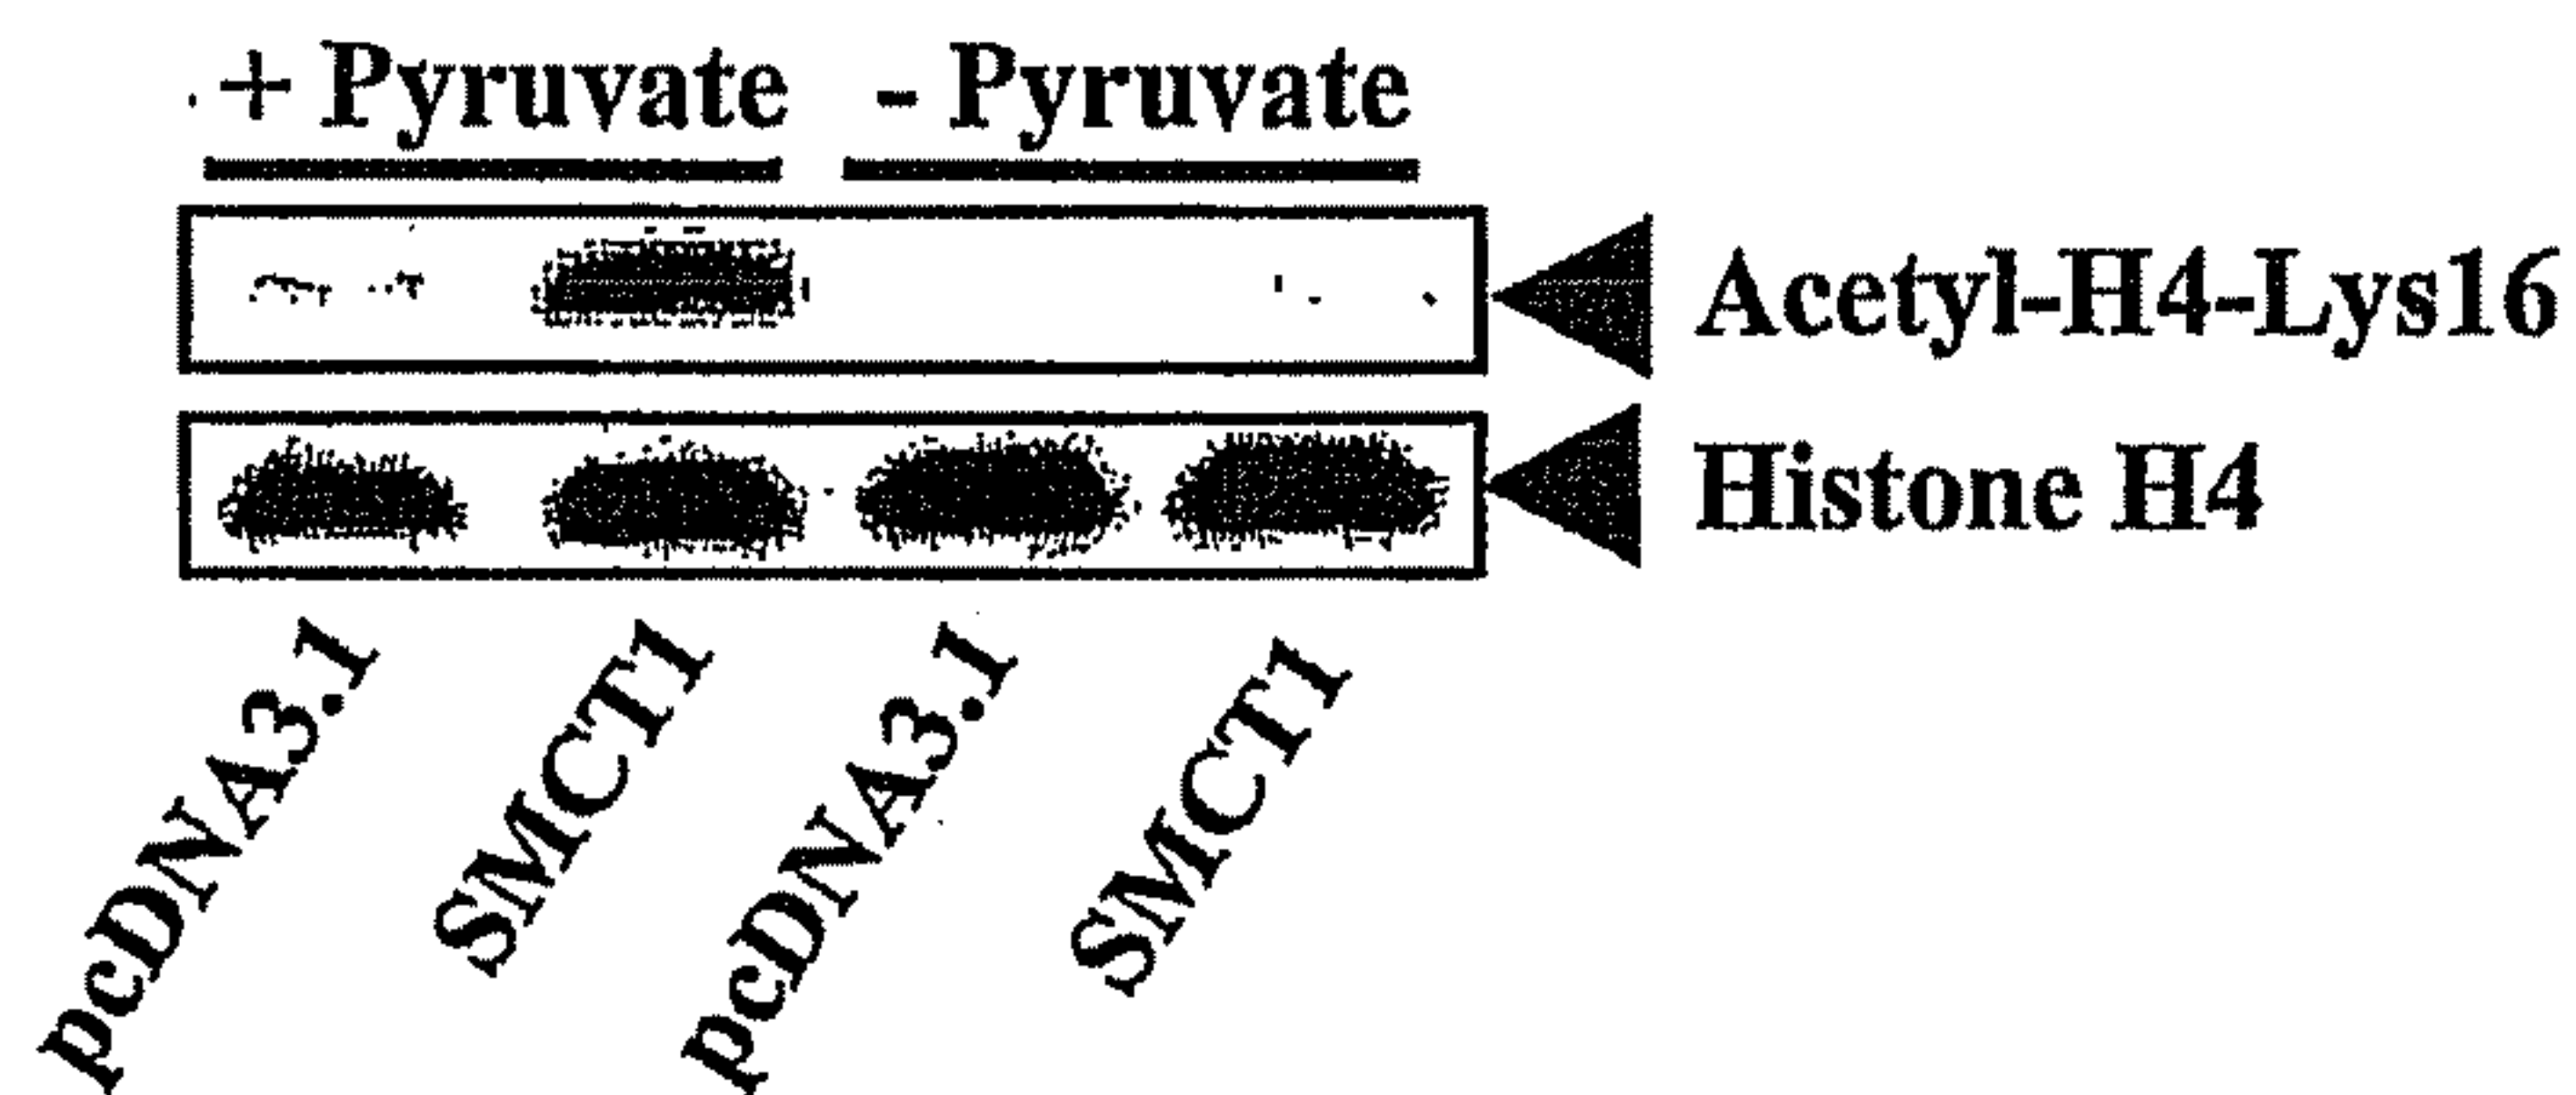 + Pyruvate - Pyruvate
Acetyl-H4-Lys16
Histone H4
pcDNA3.1 SMCT1 pcDNA3.1 SMCT1